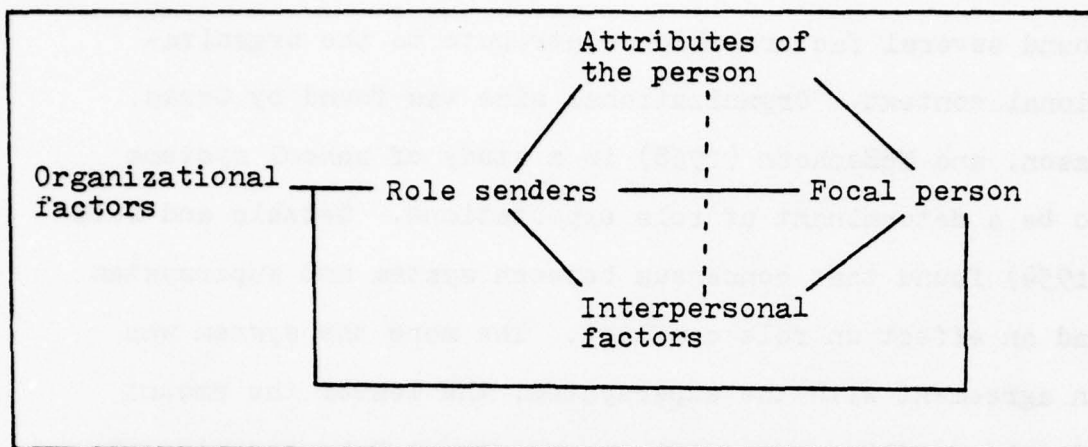 Attributes of
the person
Organizational
factors
Role senders
Focal person
Interpersonal
factors